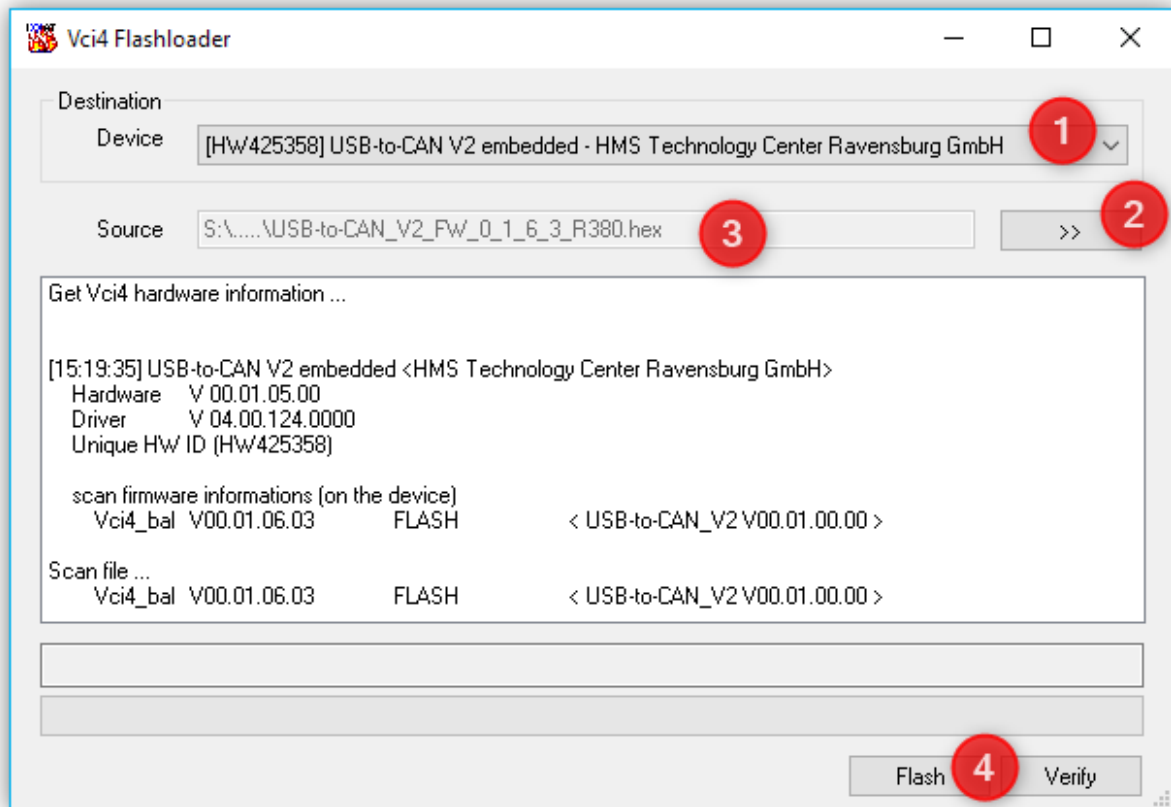 Vci4 Flashloader
Destination
Device [HW425358] USB-to-CAN V2 embedded - HMS Technology Center Ravensburg GmbH 1
2
Source S:\.....\USB-to-CAN_V2_FW_0_1_6_3_R380.hex 3 >>
Get Vci4 hardware information ...
[15:19:35] USB-to-CAN V2 embedded <HMS Technology Center Ravensburg GmbH>
Hardware V 00.01.05.00
Driver V 04.00.124.0000
Unique HW ID (HW425358)
scan firmware informations (on the device)
Vci4_bal V00.01.06.03 FLASH < USB-to-CAN_V2 V00.01.00.00 >
Scan file ...
Vci4_bal V00.01.06.03 FLASH < USB-to-CAN_V2 V00.01.00.00 >
Flash 4 Verify